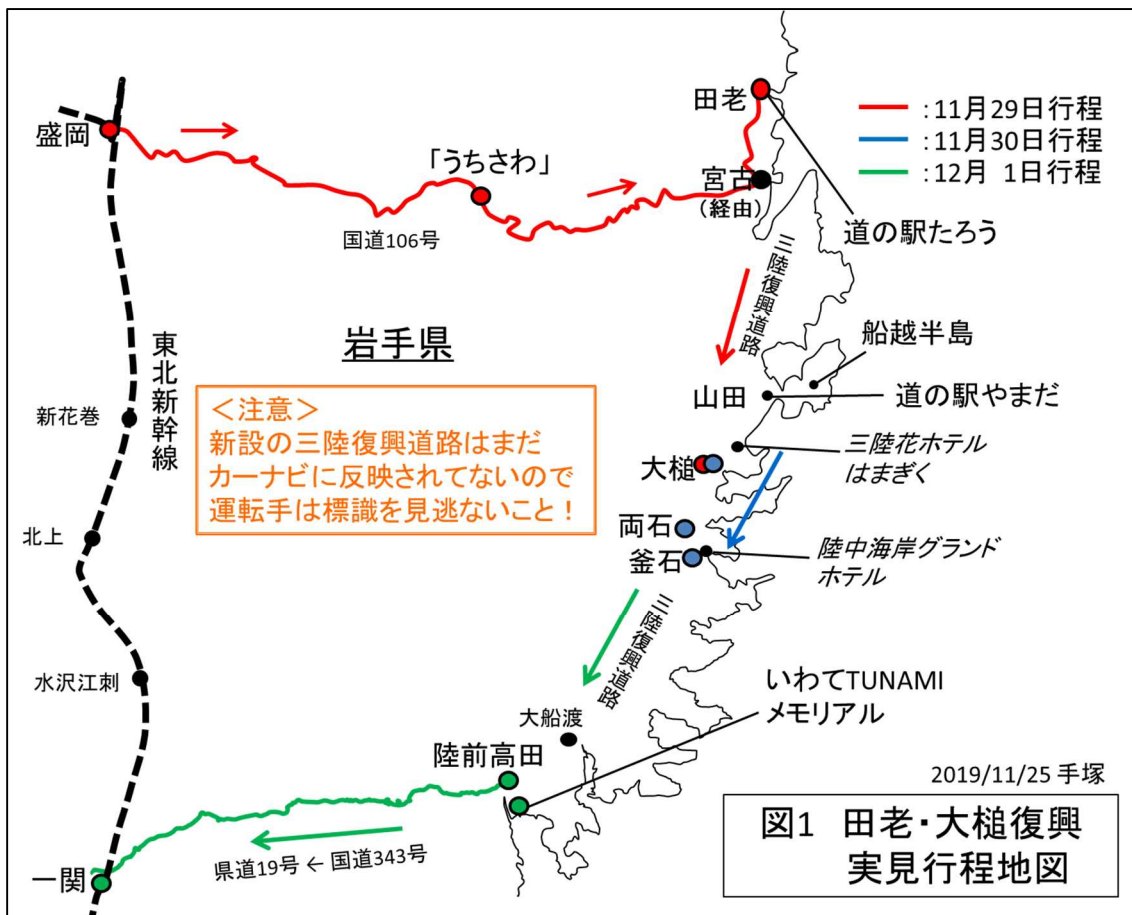 田老
：11月29日行程
：11月30日行程
：12月　1日行程
盛岡
「うちさわ」
宮古
（経由）
国道106号
道の駅たろう
三陸復興道路
岩手県
船越半島
東北新幹線
山田
道の駅やまだ
新花巻
＜注意＞
新設の三陸復興道路はまだ
カーナビに反映されてないので
運転手は標識を見逃ないこと！
三陸花ホテル
はまぎく
大槌
両石
北上
釜石
陸中海岸グランド
ホテル
三陸復興道路
水沢江刺
いわてTUNAMI
メモリアル
大船渡
陸前高田
2019/11/25 手塚
図1　田老・大槌復興
実見行程地図
県道19号 ← 国道343号
一関